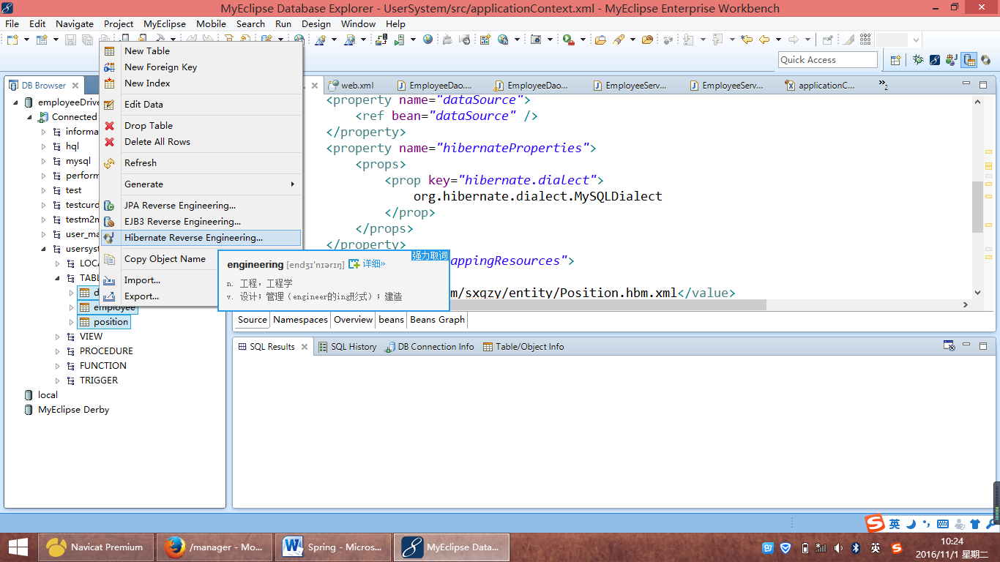 MyEclipse Database Explorer - UserSystem/src/applicationContext.xml - MyEclipse Enterprise Workbench
File Edit Navigate Project MyEclipse Mobile Search Run Design Window Help
Quick Access
DB Browser
employeeDrive
Connected
informa
hql
mysql
perform
test
testcurd
testm2m
user_ma
usersyst
LOCA
TABL
d
employee
position
VIEW
PROCEDURE
FUNCTION
TRIGGER
local
MyEclipse Derby
New Table
New Foreign Key
New Index
Edit Data
Drop Table
Delete All Rows
Refresh
Generate
JPA Reverse Engineering...
EJB3 Reverse Engineering...
Hibernate Reverse Engineering...
Copy Object Name
Import...
Export...
强力取词
engineering [endʒɪ'nɪərɪŋ] 详细»
n. 工程，工程学
v. 设计；管理（engineer的ing形式）；建造
web.xml EmployeeDao.... EmployeeDao... EmployeeServ... EmployeeServ... applicationC... »2
<property name="dataSource">
<ref bean="dataSource" />
</property>
<property name="hibernateProperties">
<props>
<prop key="hibernate.dialect">
org.hibernate.dialect.MySQLDialect
</prop>
</props>
</property>
appingResources">
m/sxgzy/entity/Position.hbm.xml</value>
Source Namespaces Overview beans Beans Graph
SQL Results SQL History DB Connection Info Table/Object Info
英
Navicat Premium
/manager - Mo...
Spring - Micros...
MyEclipse Data...
英
10:24
2016/11/1 星期二